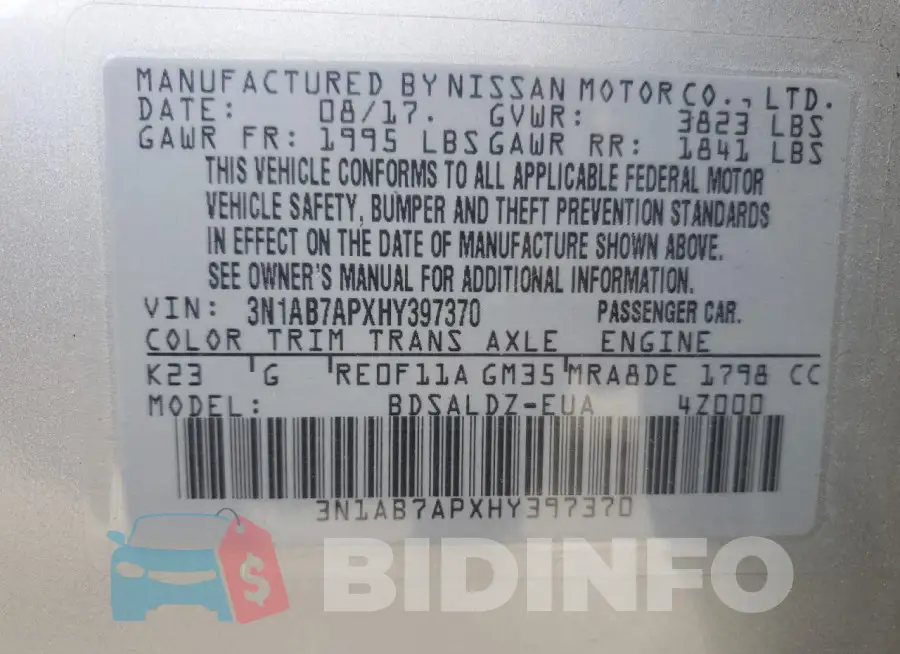 MANUFACTURED BY NISSAN MOTOR CO., LTD.
DATE: 08/17. GVWR: 3823 LBS
GAWR FR: 1995 LBS GAWR RR: 1841 LBS
THIS VEHICLE CONFORMS TO ALL APPLICABLE FEDERAL MOTOR
VEHICLE SAFETY, BUMPER AND THEFT PREVENTION STANDARDS
IN EFFECT ON THE DATE OF MANUFACTURE SHOWN ABOVE.
SEE OWNER'S MANUAL FOR ADDITIONAL INFORMATION.
VIN: 3N1AB7APXHY397370 PASSENGER CAR.
COLOR TRIM TRANS AXLE ENGINE
K23 G RE0F11A GM35 MRA8DE 1798 CC
MODEL: BDSALDZ-EUA 4Z000
3N1AB7APXHY397370
$ BIDINFO